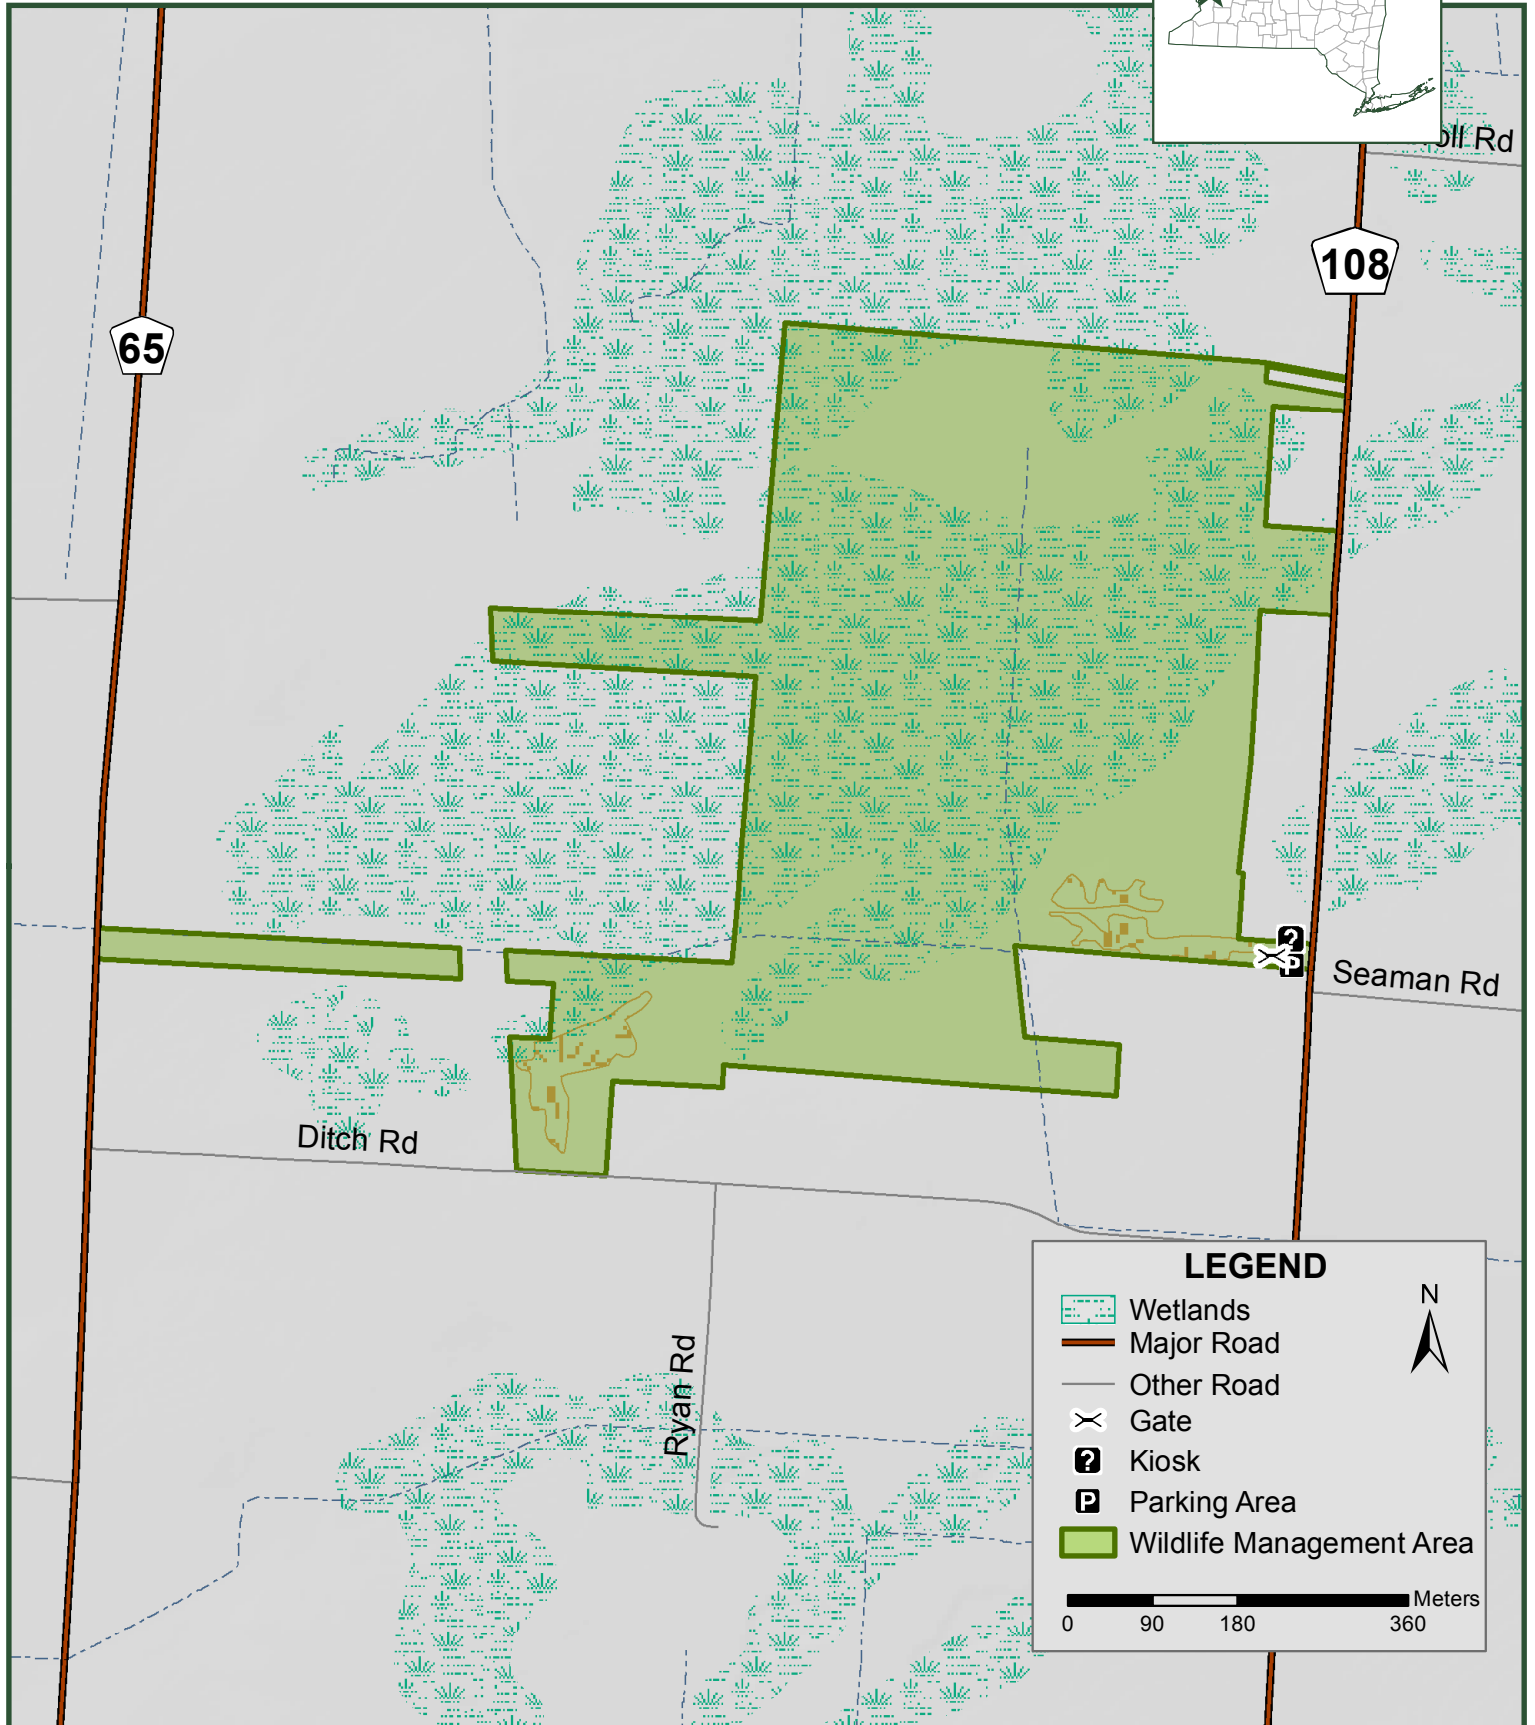 108
65
Seaman Rd
Ditch Rd
Ryan Rd
LEGEND
N
Wetlands
Major Road
Other Road
Gate
? Kiosk
P Parking Area
Wildlife Management Area
Meters
0 90 180 360
?
P
Rd